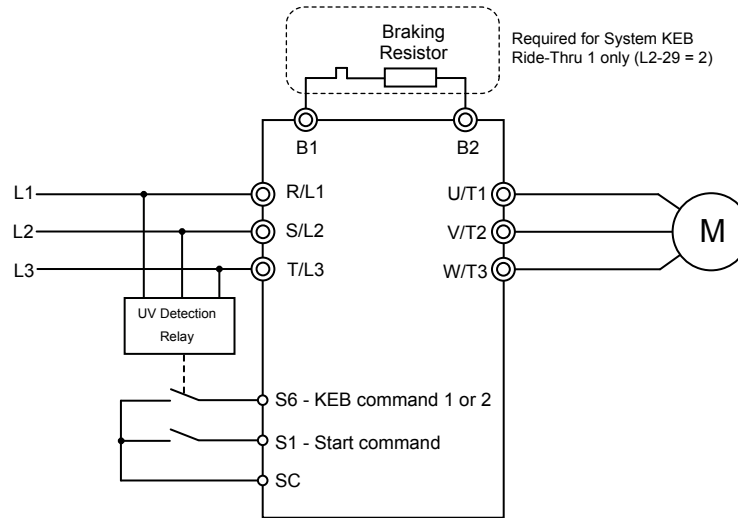 Braking
Resistor
Required for System KEB
Ride-Thru 1 only (L2-29 = 2)
B1
B2
L1
R/L1
U/T1
L2
S/L2
V/T2
M
L3
T/L3
W/T3
UV Detection
Relay
S6 - KEB command 1 or 2
S1 - Start command
SC